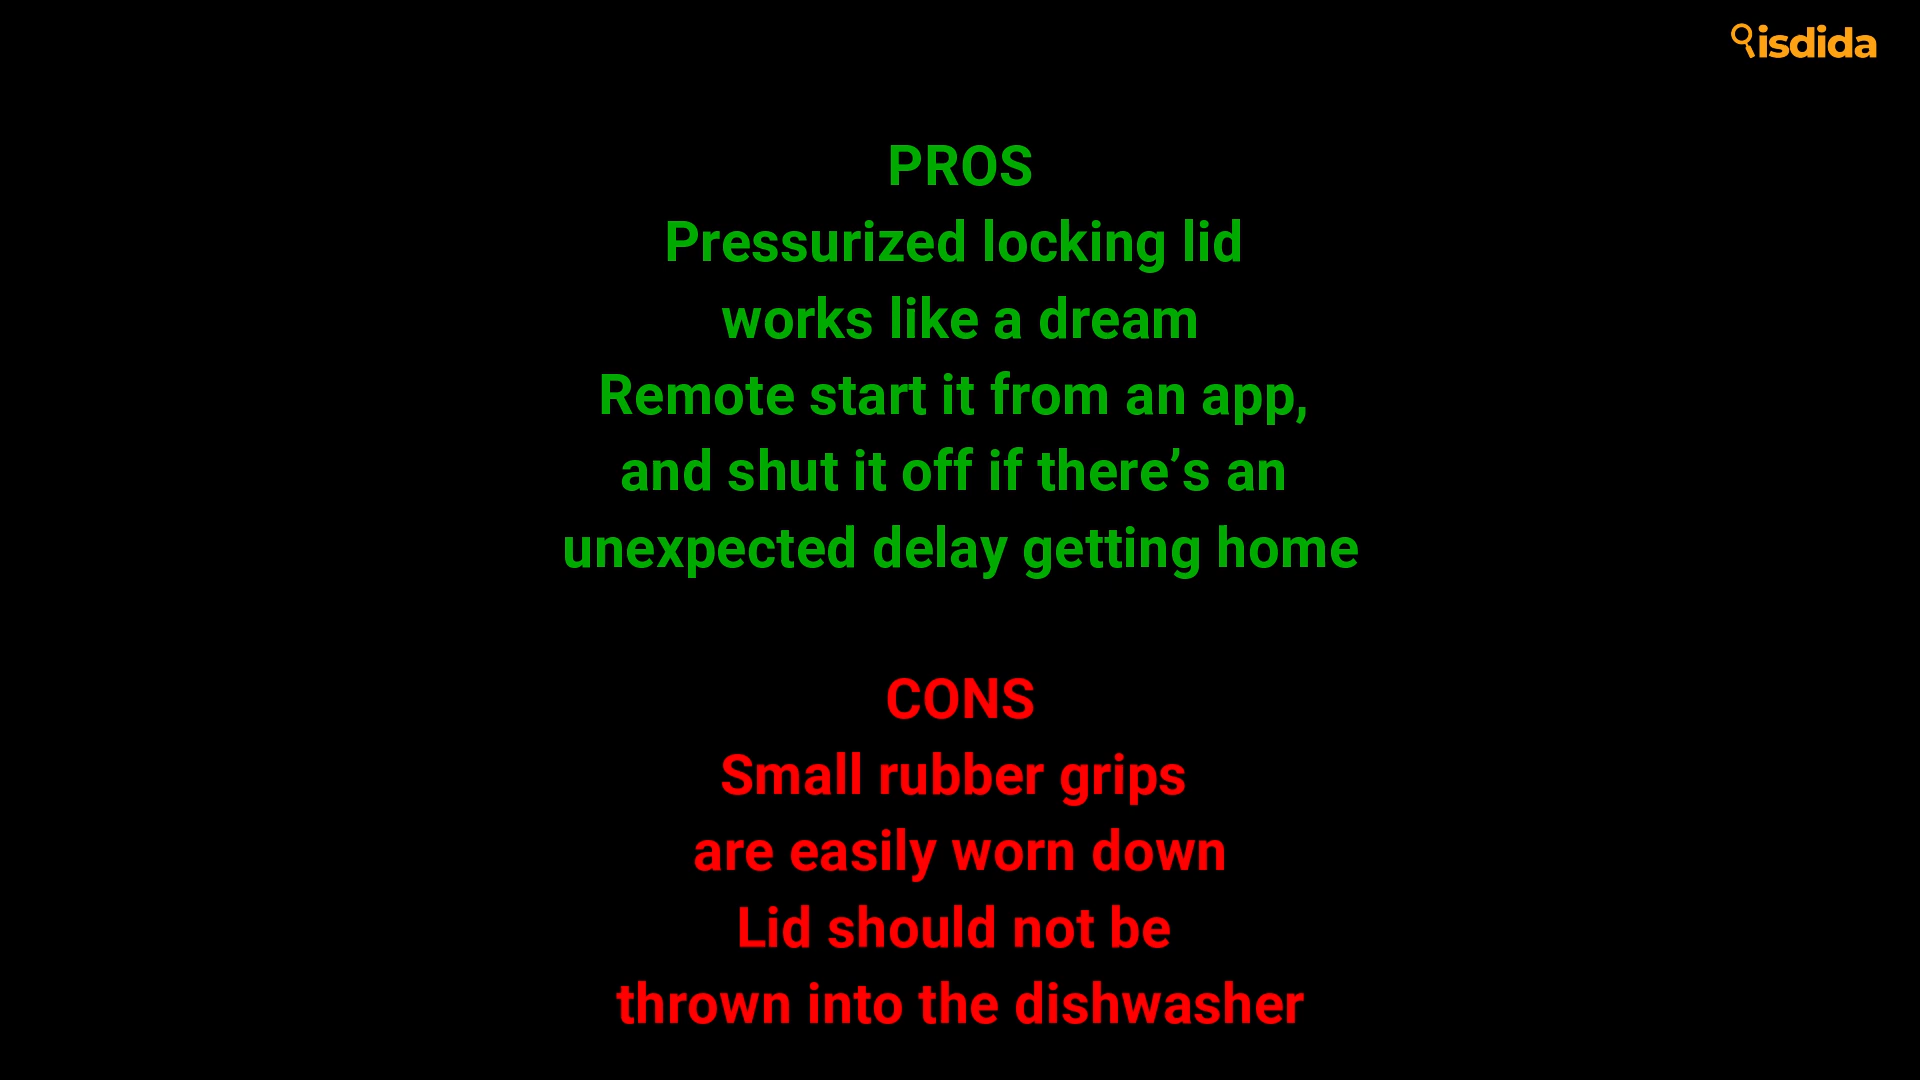 isdida
PROS
Pressurized locking lid
works like a dream
Remote start it from an app,
and shut it off if there’s an
unexpected delay getting home
CONS
Small rubber grips
are easily worn down
Lid should not be
thrown into the dishwasher